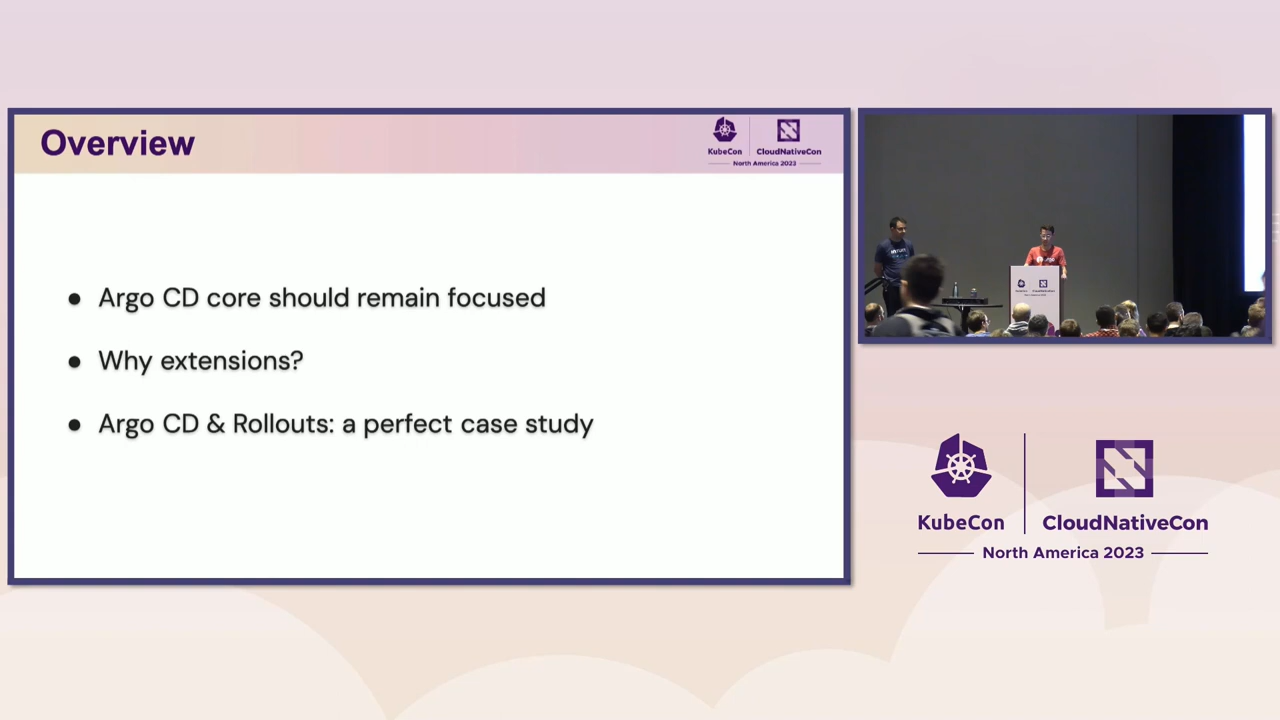 Overview
KubeCon
CloudNativeCon
North America 2023
● Argo CD core should remain focused
● Why extensions?
● Argo CD & Rollouts: a perfect case study
KubeCon
CloudNativeCon
North America 2023